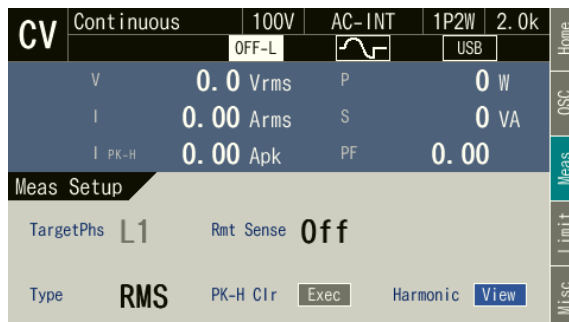 CV Continuous 100V AC-INT 1P2W 2.0k
OFF-L USB
V 0.0 Vrms P 0 W
I 0.00 Arms S 0 VA
I PK-H 0.00 Apk PF 0.00
Meas Setup
TargetPhs L1 Rmt Sense Off
Type RMS PK-H Clr Exec Harmonic View
Home
OSC
Meas
Limit
Misc